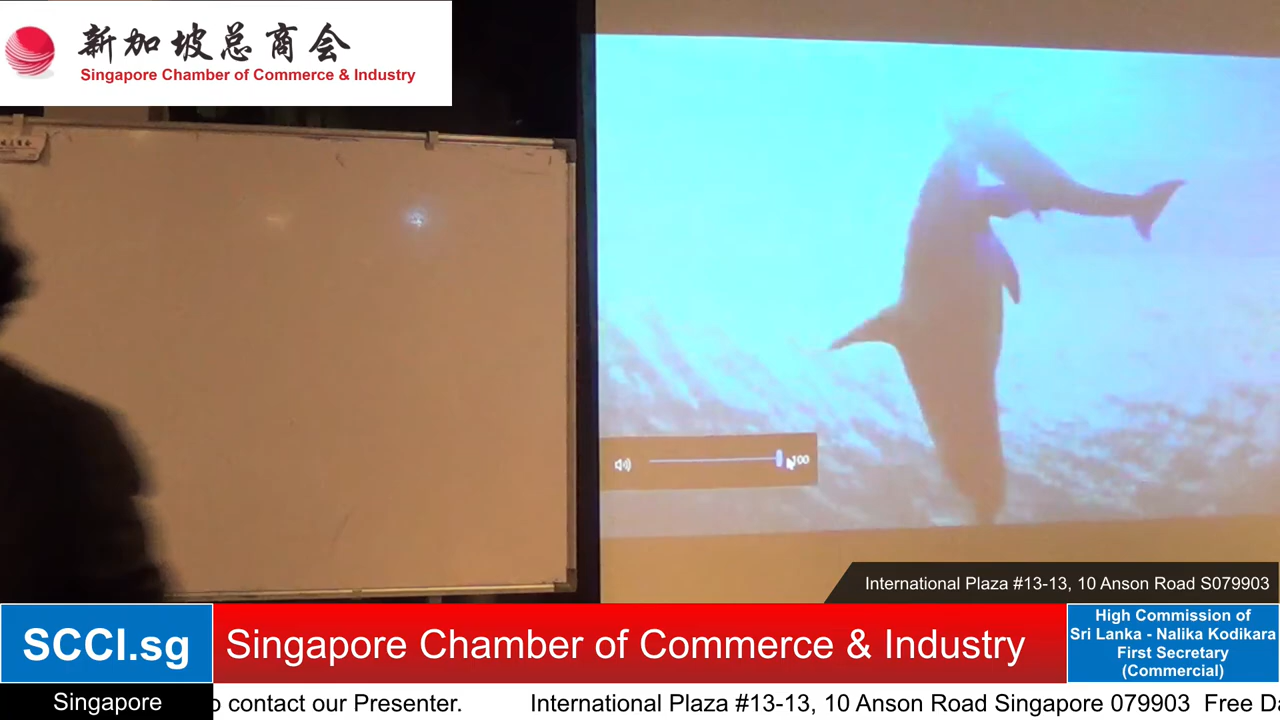 新加坡总商会
Singapore Chamber of Commerce & Industry
100
International Plaza #13-13, 10 Anson Road S079903
SCCI.sg
Singapore Chamber of Commerce & Industry
High Commission of
Sri Lanka - Nalika Kodikara
First Secretary
(Commercial)
Singapore
contact our Presenter. International Plaza #13-13, 10 Anson Road Singapore 079903 Free